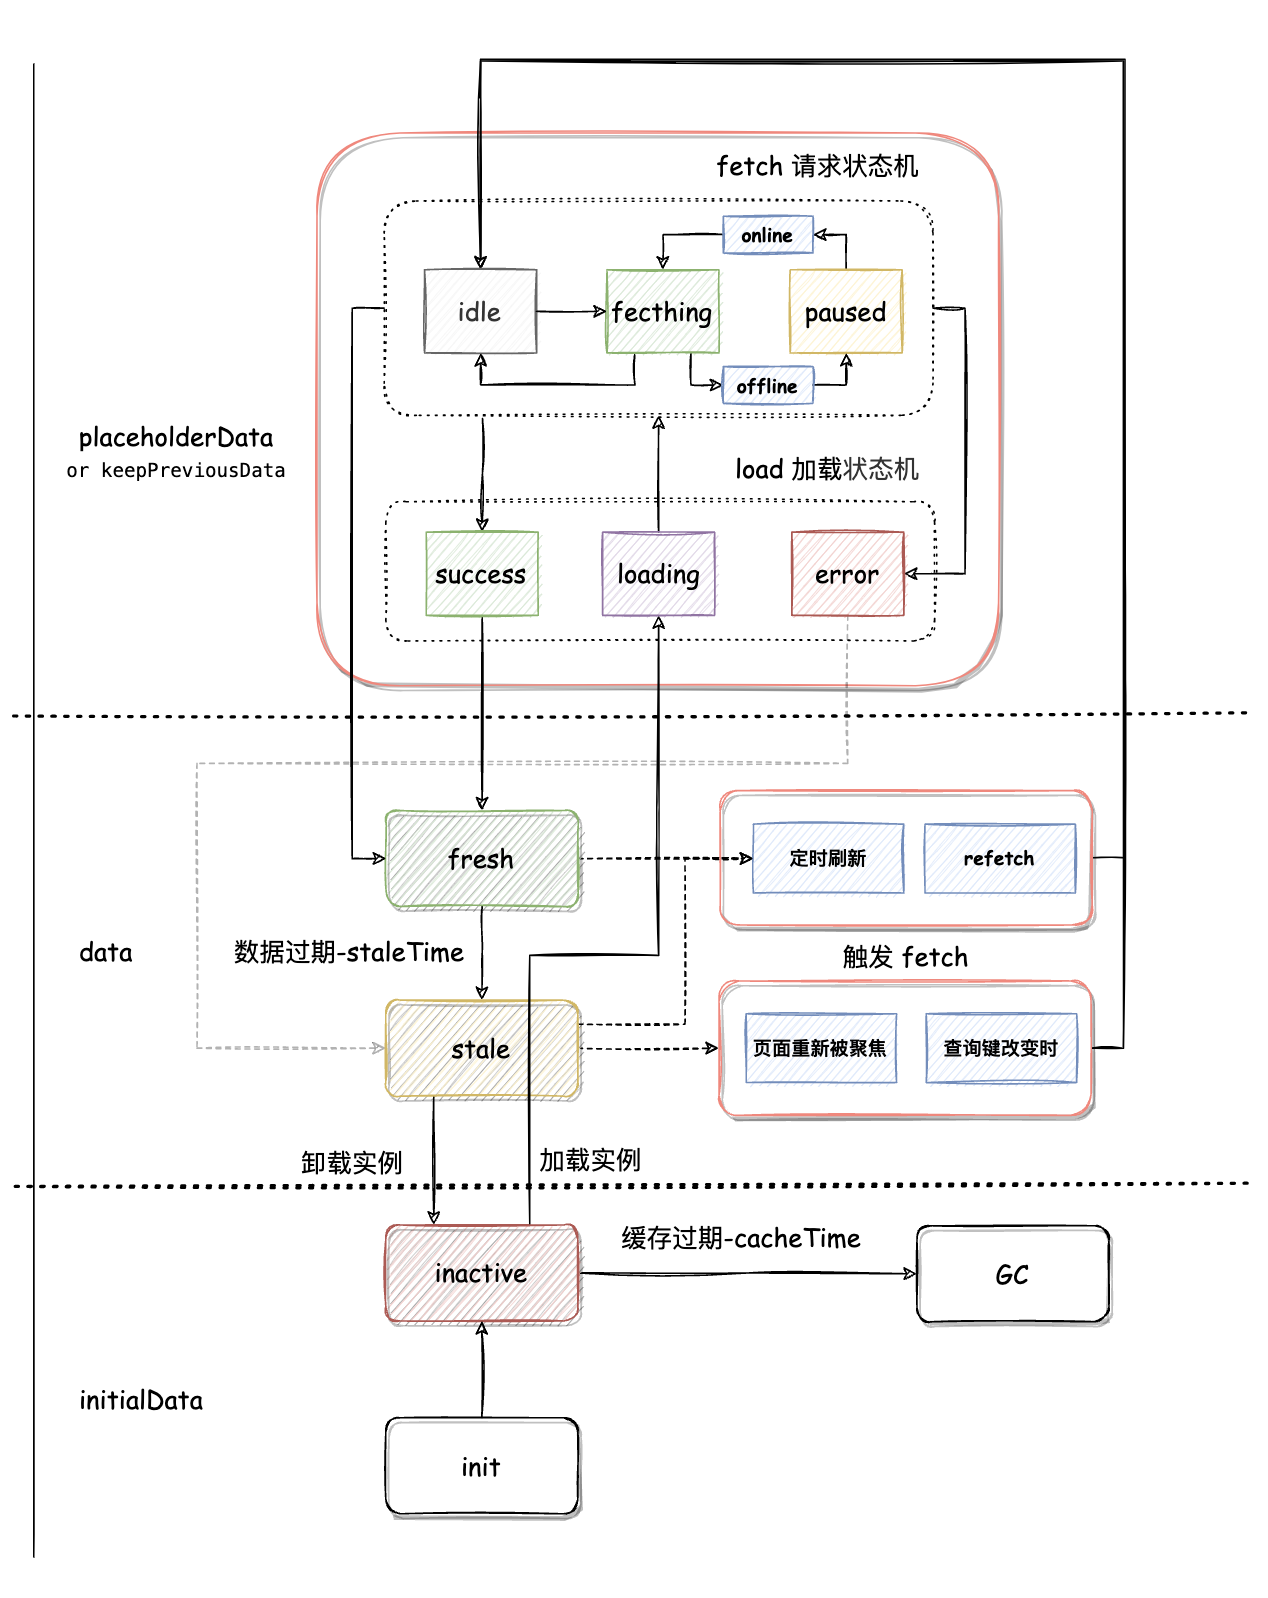 fetch 请求状态机
online
idle
fecthing
paused
offline
placeholderData
or keepPreviousData
load 加载状态机
success
loading
error
fresh
定时刷新
refetch
data
数据过期-staleTime
触发 fetch
stale
页面重新被聚焦
查询键改变时
卸载实例
加载实例
缓存过期-cacheTime
inactive
GC
initialData
init